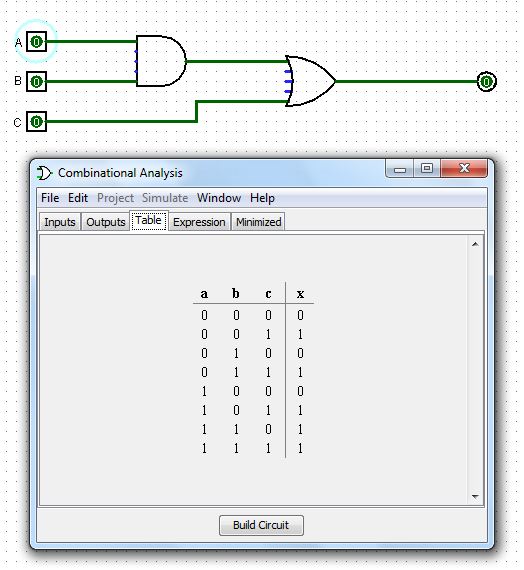 A 0
B 0 0
C 0
Combinational Analysis
File Edit Project Simulate Window Help
Inputs Outputs Table Expression Minimized
a b c x
0 0 0 0
0 0 1 1
0 1 0 0
0 1 1 1
1 0 0 0
1 0 1 1
1 1 0 1
1 1 1 1
Build Circuit